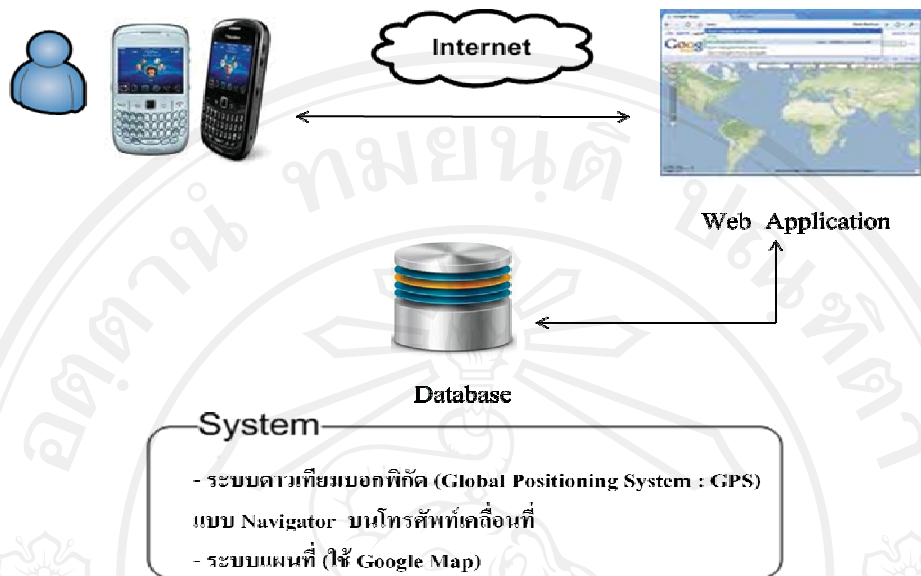 Internet
Goog
Web Application
Database
System
- ระบบดาวเทียมบอกพิกัด (Global Positioning System : GPS)
แบบ Navigator บนโทรศัพท์เคลื่อนที่
- ระบบแผนที่ (ใช้ Google Map)